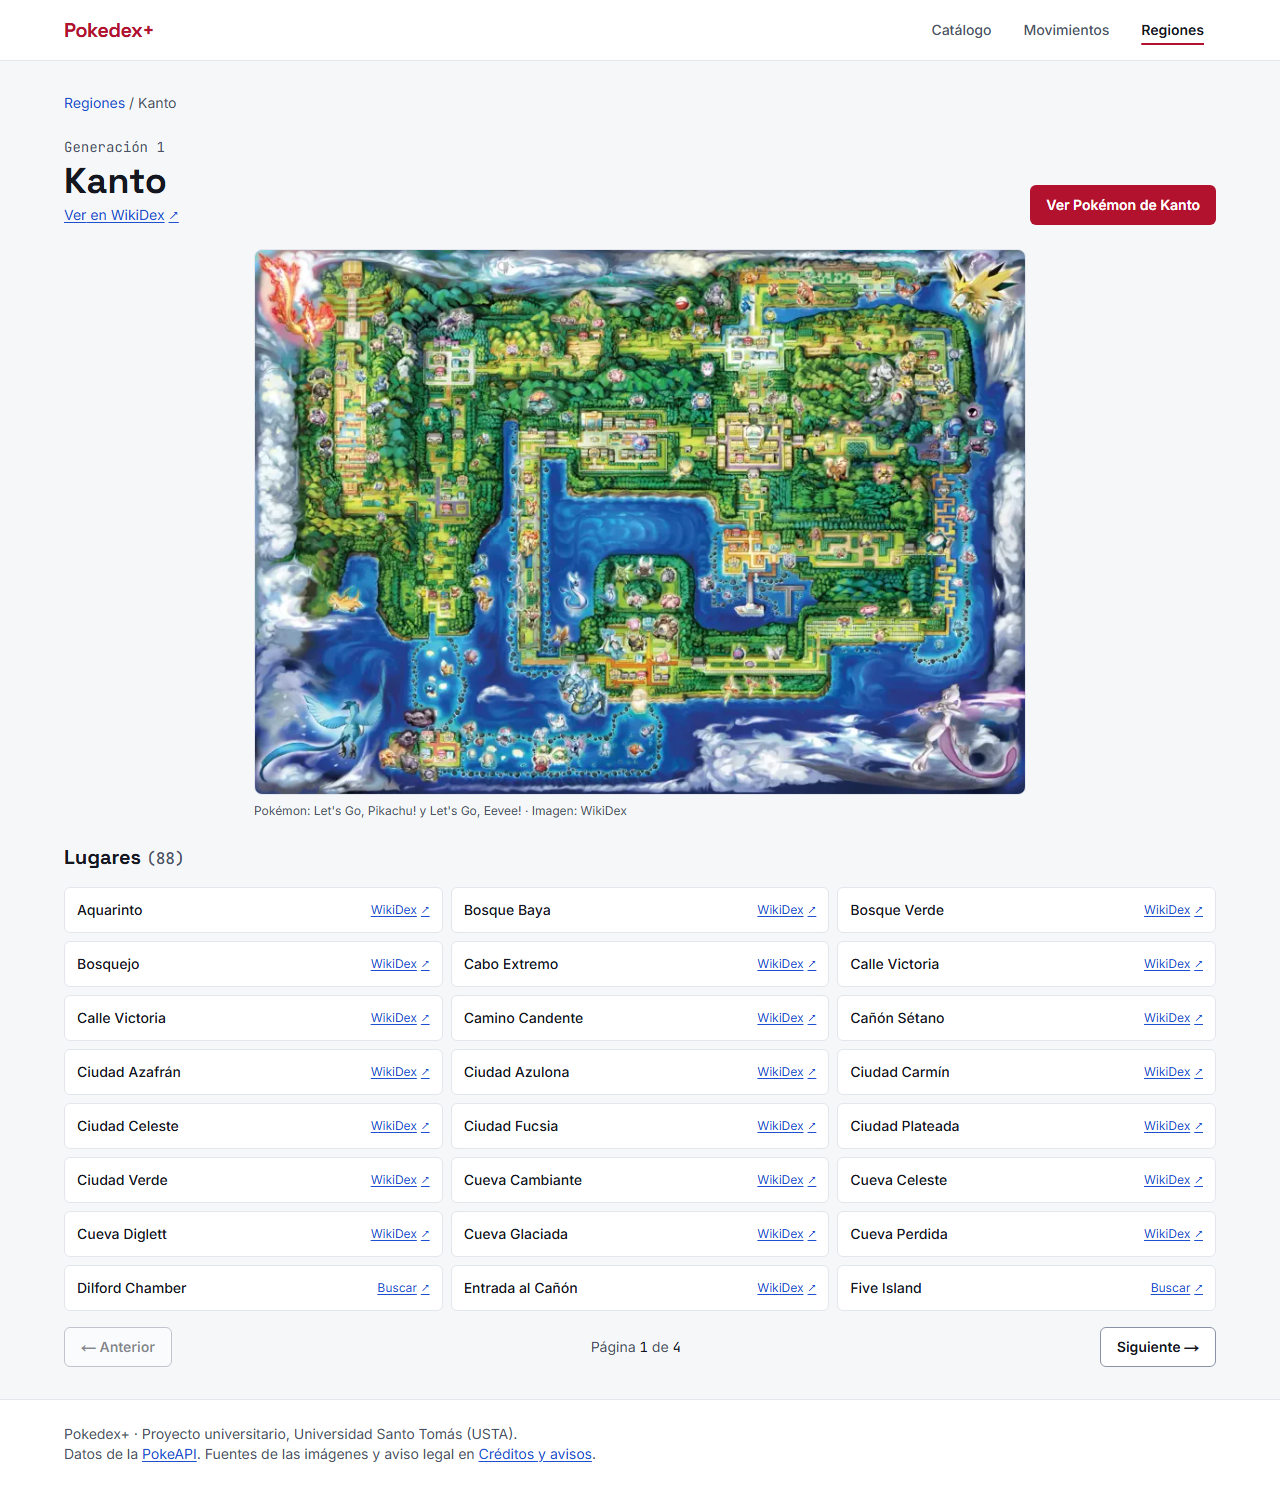 Pokedex+
Catálogo
Movimientos
Regiones
Regiones / Kanto
Generación 1
Kanto
Ver en WikiDex ↗
Ver Pokémon de Kanto
Pokémon: Let's Go, Pikachu! y Let's Go, Eevee! · Imagen: WikiDex
Lugares (88)
Aquarinto WikiDex ↗
Bosque Baya WikiDex ↗
Bosque Verde WikiDex ↗
Bosquejo WikiDex ↗
Cabo Extremo WikiDex ↗
Calle Victoria WikiDex ↗
Calle Victoria WikiDex ↗
Camino Candente WikiDex ↗
Cañón Sétano WikiDex ↗
Ciudad Azafrán WikiDex ↗
Ciudad Azulona WikiDex ↗
Ciudad Carmín WikiDex ↗
Ciudad Celeste WikiDex ↗
Ciudad Fucsia WikiDex ↗
Ciudad Plateada WikiDex ↗
Ciudad Verde WikiDex ↗
Cueva Cambiante WikiDex ↗
Cueva Celeste WikiDex ↗
Cueva Diglett WikiDex ↗
Cueva Glaciada WikiDex ↗
Cueva Perdida WikiDex ↗
Dilford Chamber Buscar ↗
Entrada al Cañón WikiDex ↗
Five Island Buscar ↗
← Anterior
Página 1 de 4
Siguiente →
Pokedex+ · Proyecto universitario, Universidad Santo Tomás (USTA).
Datos de la PokeAPI. Fuentes de las imágenes y aviso legal en Créditos y avisos.